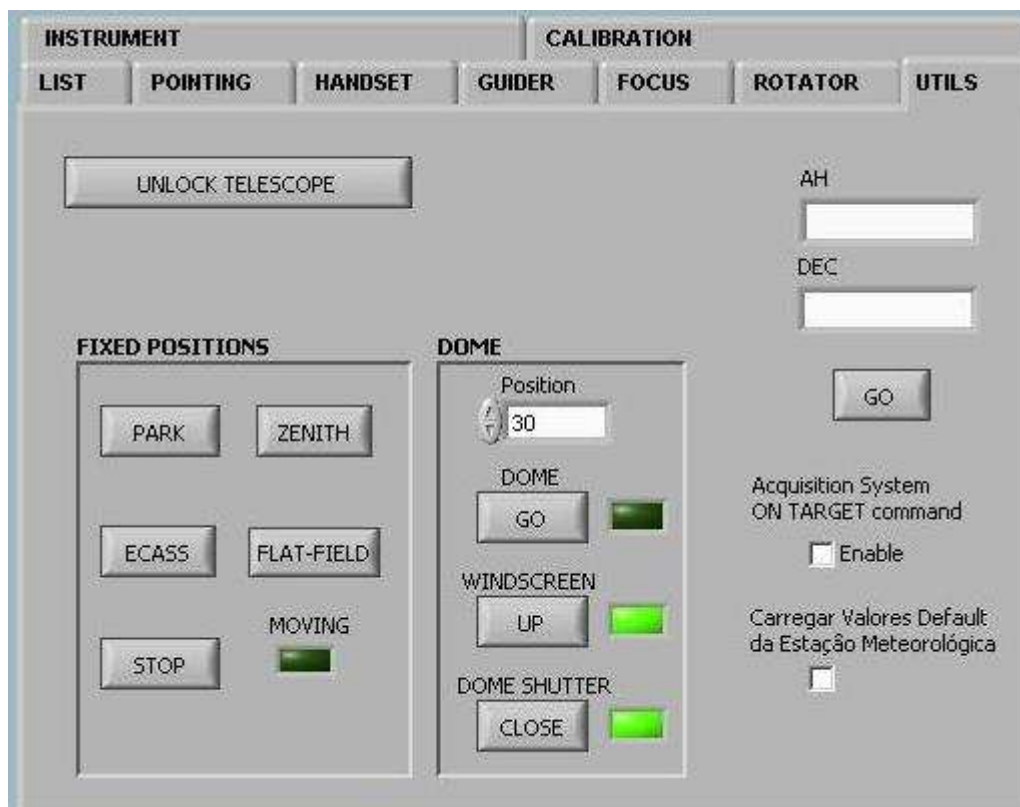 INSTRUMENT
CALIBRATION
LIST
POINTING
HANDSET
GUIDER
FOCUS
ROTATOR
UTILS
UNLOCK TELESCOPE
AH
DEC
GO
FIXED POSITIONS
PARK
ZENITH
ECASS
FLAT-FIELD
MOVING
STOP
DOME
Position
30
DOME
GO
WINDSCREEN
UP
DOME SHUTTER
CLOSE
Acquisition System
ON TARGET command
Enable
Carregar Valores Default
da Estação Meteorológica